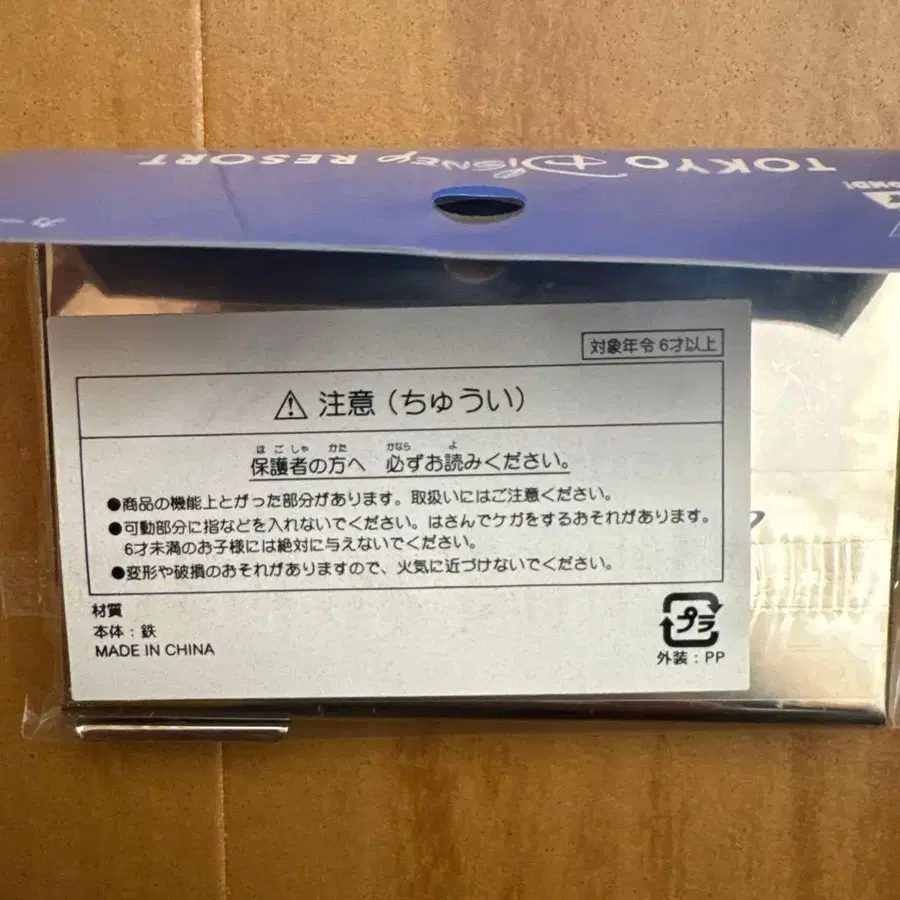 TOKYO Disney RESORT
カー
対象年令 6才以上
注意（ちゅうい）
ほごしゃ かた かなら よ
保護者の方へ 必ずお読みください。
●商品の機能上とがった部分があります。取扱いにはご注意ください。
●可動部分に指などを入れないでください。はさんでケガをするおそれがあります。
6才未満のお子様には絶対に与えないでください。
●変形や破損のおそれがありますので、火気に近づけないでください。
材質
本体：鉄
MADE IN CHINA
プラ
外装：PP